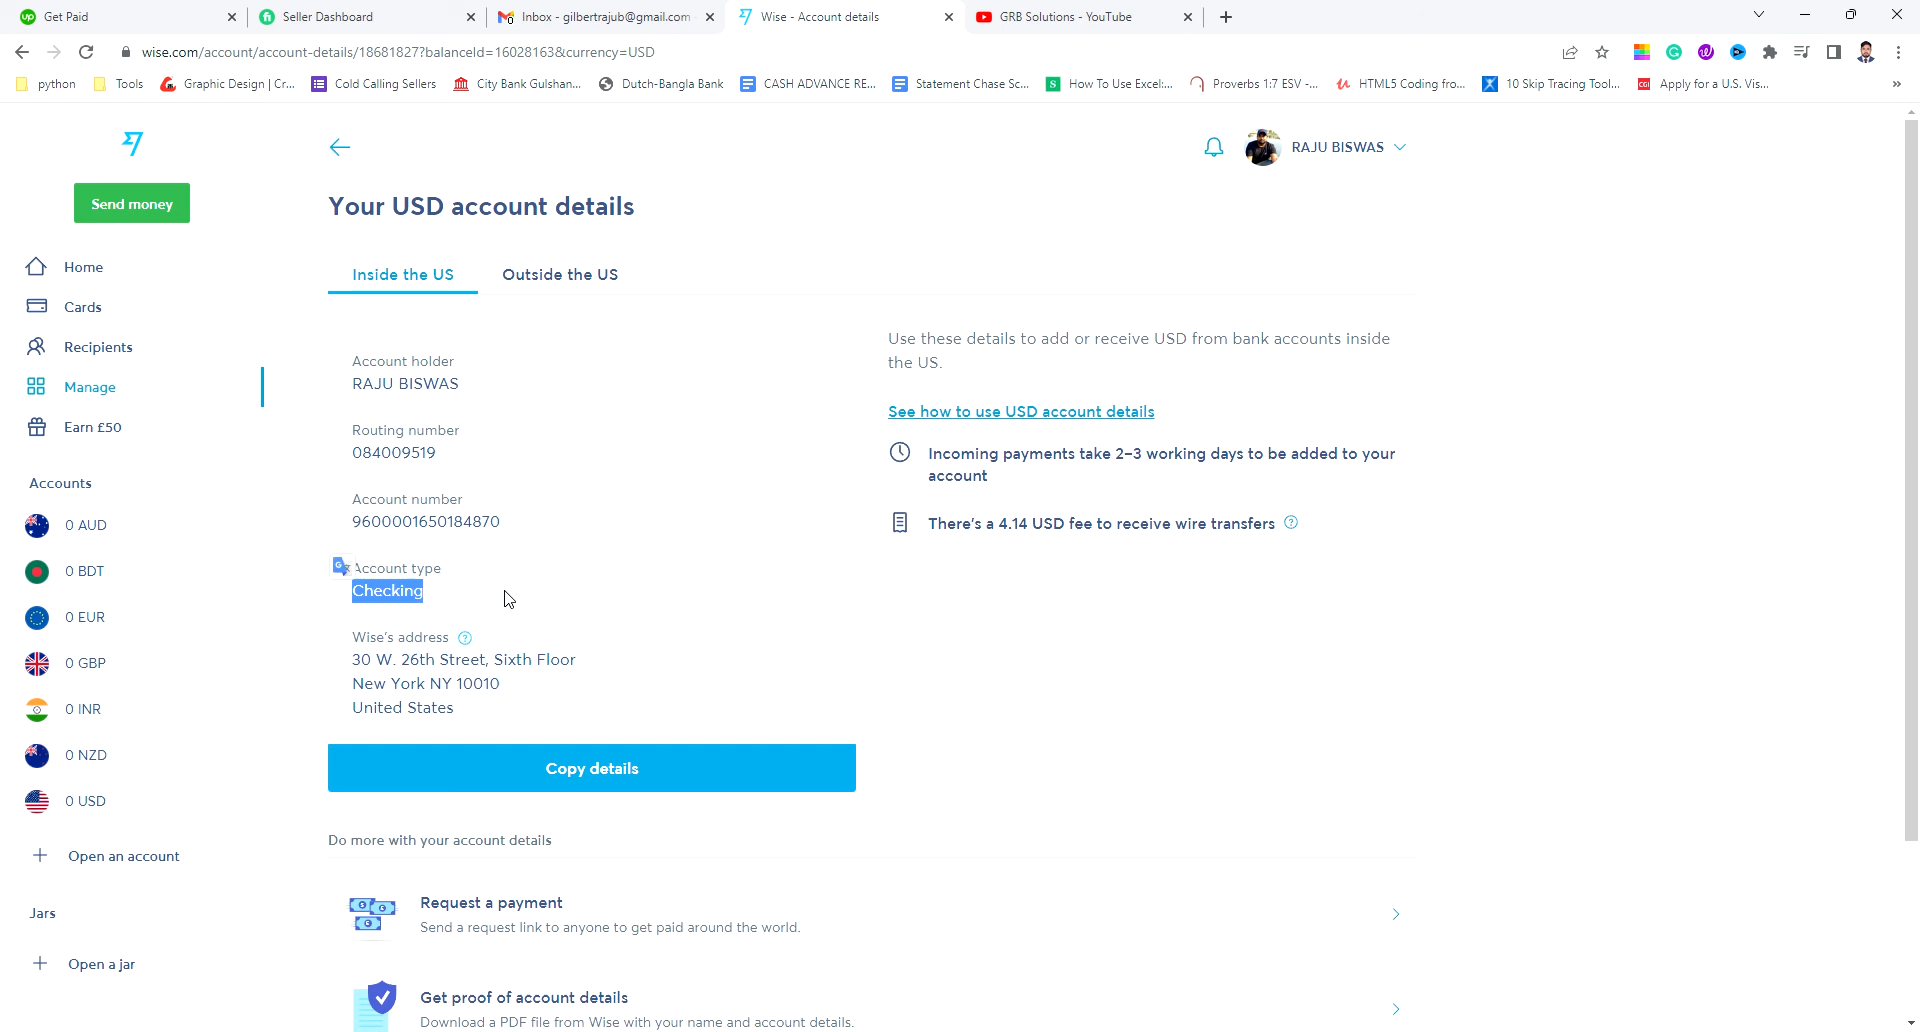 Get Paid
Seller Dashboard
Inbox - gilbertrajub@gmail.com
Wise - Account details
GRB Solutions - YouTube
wise.com/account/account-details/18681827?balanceId=16028163&currency=USD
python
Tools
Graphic Design | Cr...
Cold Calling Sellers
City Bank Gulshan...
Dutch-Bangla Bank
CASH ADVANCE RE...
Statement Chase Sc...
How To Use Excel:...
Proverbs 1:7 ESV -...
HTML5 Coding fro...
10 Skip Tracing Tool...
Apply for a U.S. Vis...
Send money
Home
Cards
Recipients
Manage
Earn £50
Accounts
0 AUD
0 BDT
0 EUR
0 GBP
0 INR
0 NZD
0 USD
Open an account
Jars
Open a jar
RAJU BISWAS
Your USD account details
Inside the US
Outside the US
Account holder
RAJU BISWAS
Routing number
084009519
Account number
9600001650184870
Account type
Checking
Wise's address
30 W. 26th Street, Sixth Floor
New York NY 10010
United States
Copy details
Use these details to add or receive USD from bank accounts inside
the US.
See how to use USD account details
Incoming payments take 2–3 working days to be added to your
account
There's a 4.14 USD fee to receive wire transfers
Do more with your account details
Request a payment
Send a request link to anyone to get paid around the world.
Get proof of account details
Download a PDF file from Wise with your name and account details.